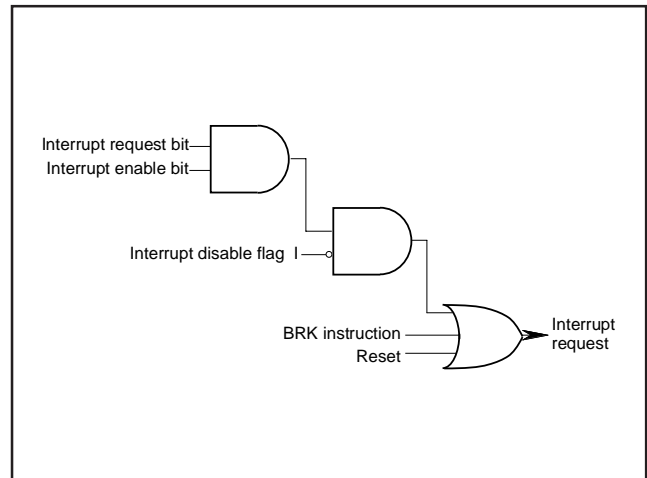 Interrupt request bit
Interrupt enable bit
Interrupt disable flag I
BRK instruction
Reset
Interrupt
request